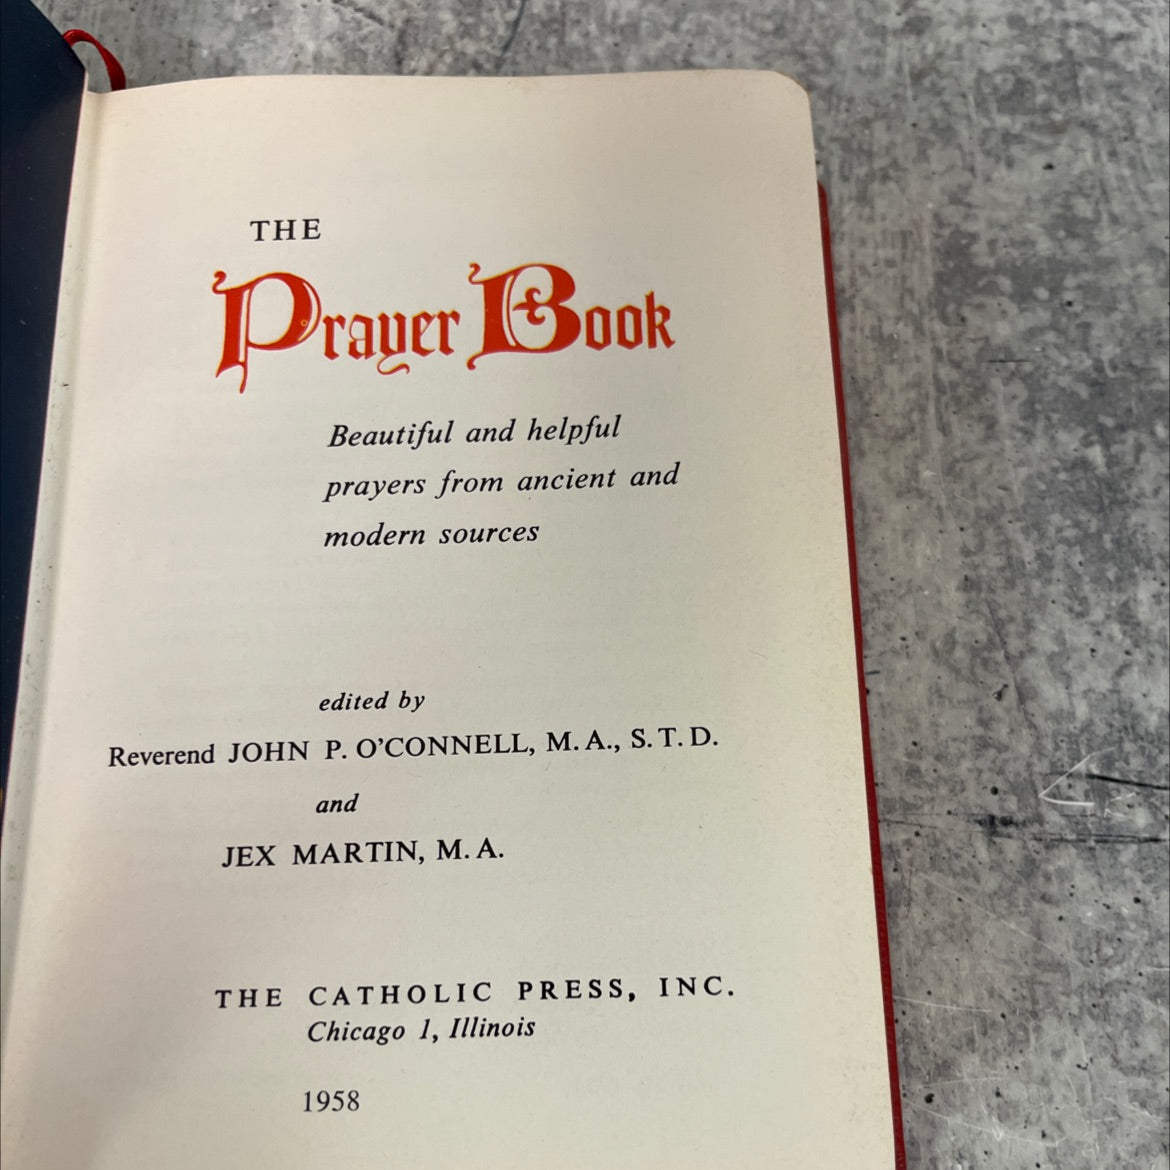 THE
Prayer Book
Beautiful and helpful
prayers from ancient and
modern sources
edited by
Reverend JOHN P. O'CONNELL, M.A., S.T.D.
and
JEX MARTIN, M.A.
THE CATHOLIC PRESS, INC.
Chicago 1, Illinois
1958